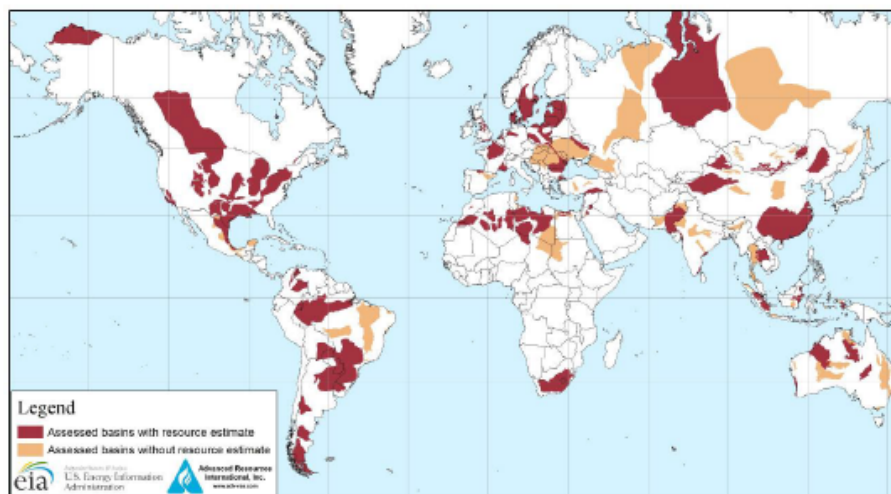 Legend
Assessed basins with resource estimate
Assessed basins without resource estimate
eia
U.S. Energy Information
Administration
Advanced Resources
International, Inc.